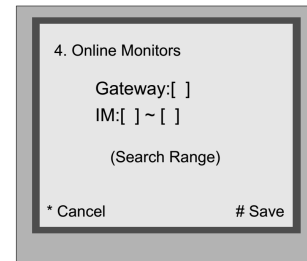 4. Online Monitors
Gateway:[ ]
IM:[ ] ~ [ ]
(Search Range)
* Cancel # Save